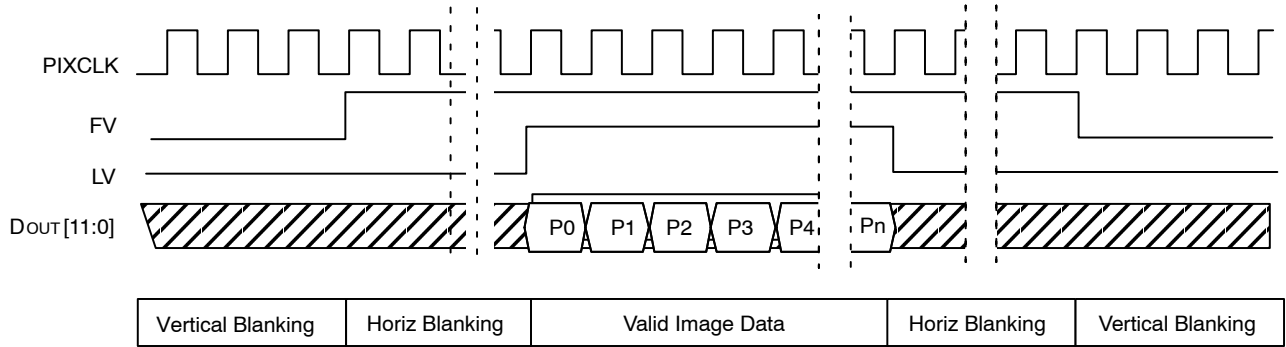 PIXCLK
FV
LV
DOUT[11:0]
P0 P1 P2 P3 P4 Pn
Vertical Blanking Horiz Blanking Valid Image Data Horiz Blanking Vertical Blanking